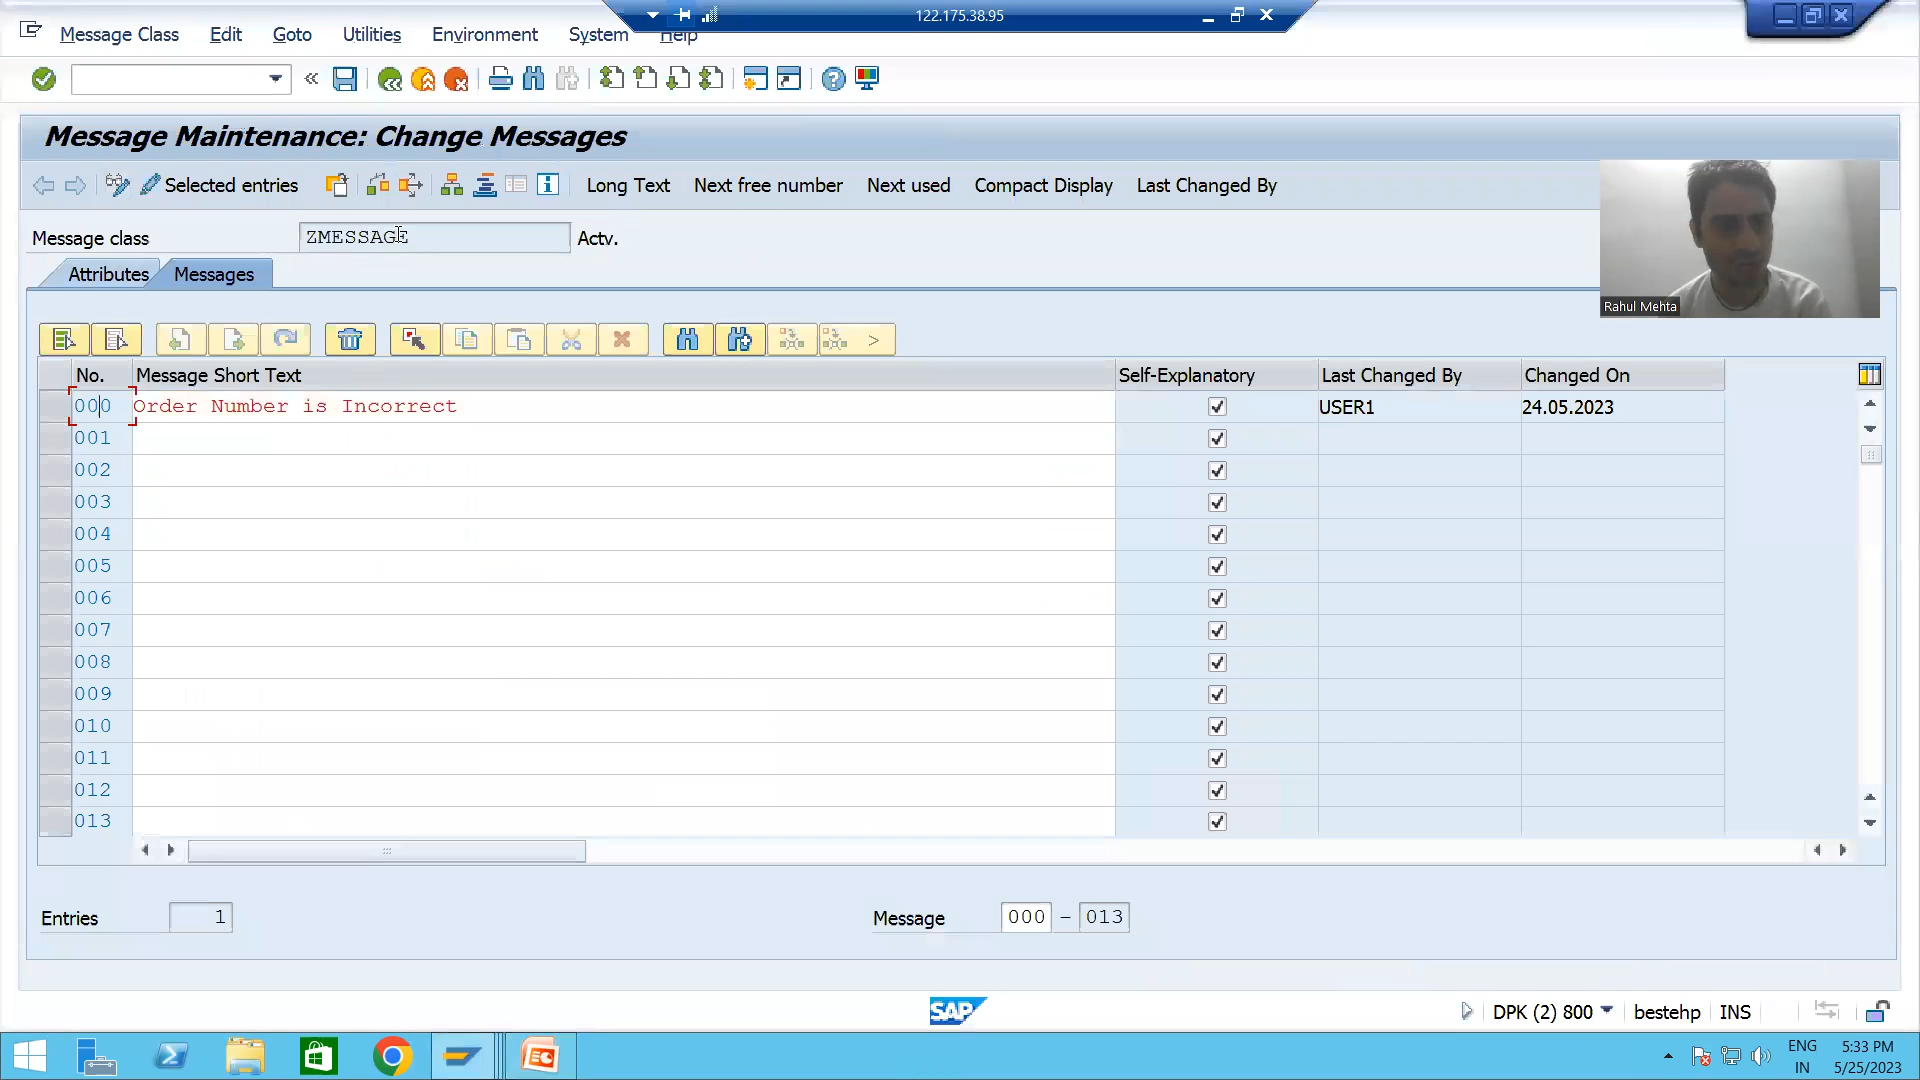 122.175.38.95
Message Class Edit Goto Utilities Environment System Help
Message Maintenance: Change Messages
Selected entries Long Text Next free number Next used Compact Display Last Changed By
Message class ZMESSAGE Actv.
Attributes Messages
Rahul Mehta
No. Message Short Text Self-Explanatory Last Changed By Changed On
000 Order Number is Incorrect USER1 24.05.2023
001
002
003
004
005
006
007
008
009
010
011
012
013
Entries 1 Message 000 - 013
SAP DPK (2) 800 bestehp INS
ENG 5:33 PM
IN 5/25/2023